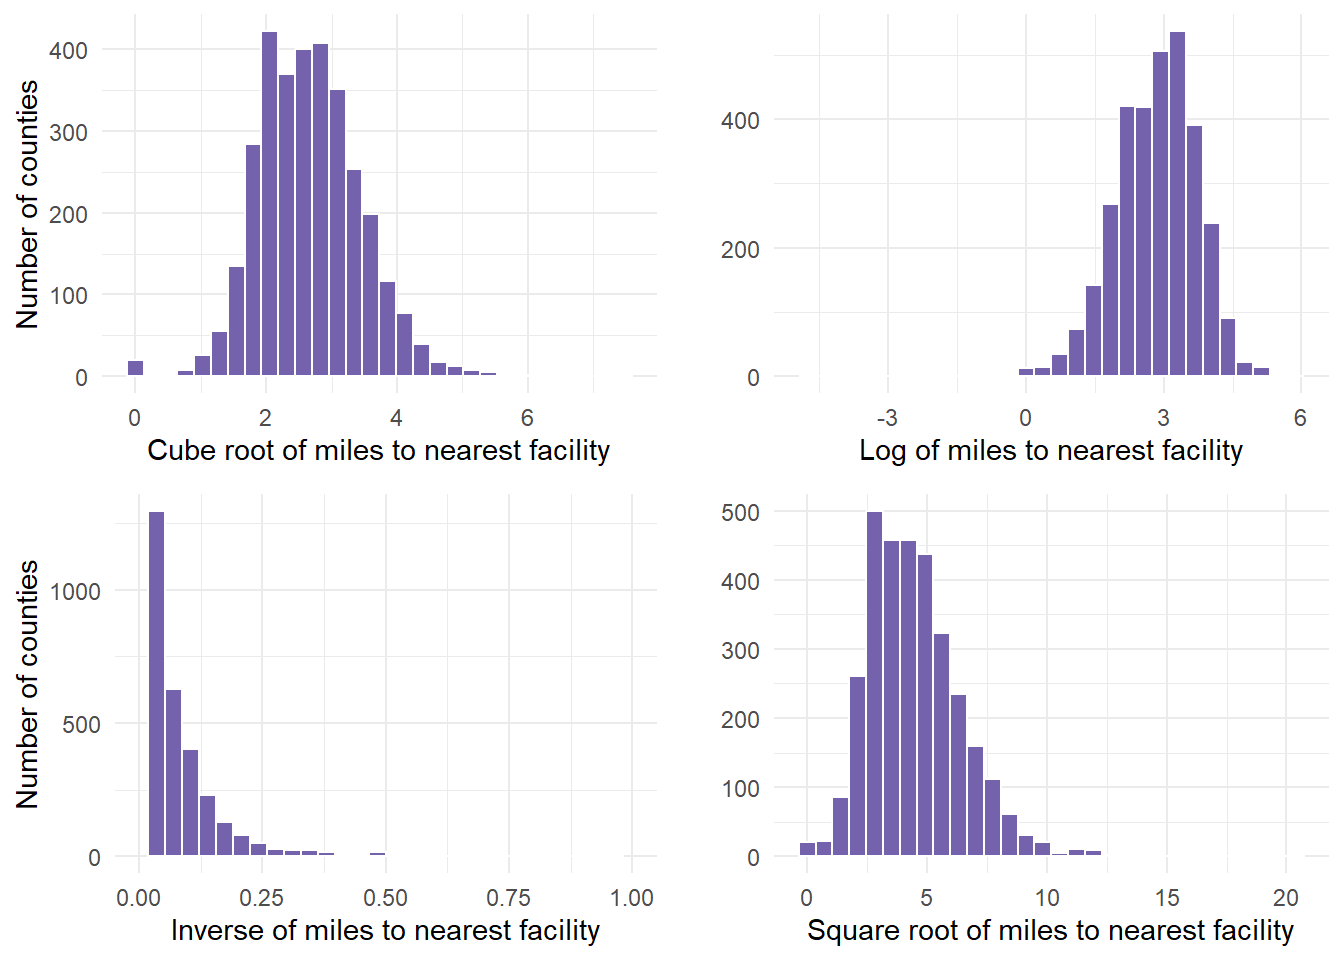 Number of counties
400
300
200
100
0
0 2 4 6
Cube root of miles to nearest facility
400
200
0
-3 0 3 6
Log of miles to nearest facility
Number of counties
1000
500
0
0.00 0.25 0.50 0.75 1.00
Inverse of miles to nearest facility
500
400
300
200
100
0
0 5 10 15 20
Square root of miles to nearest facility